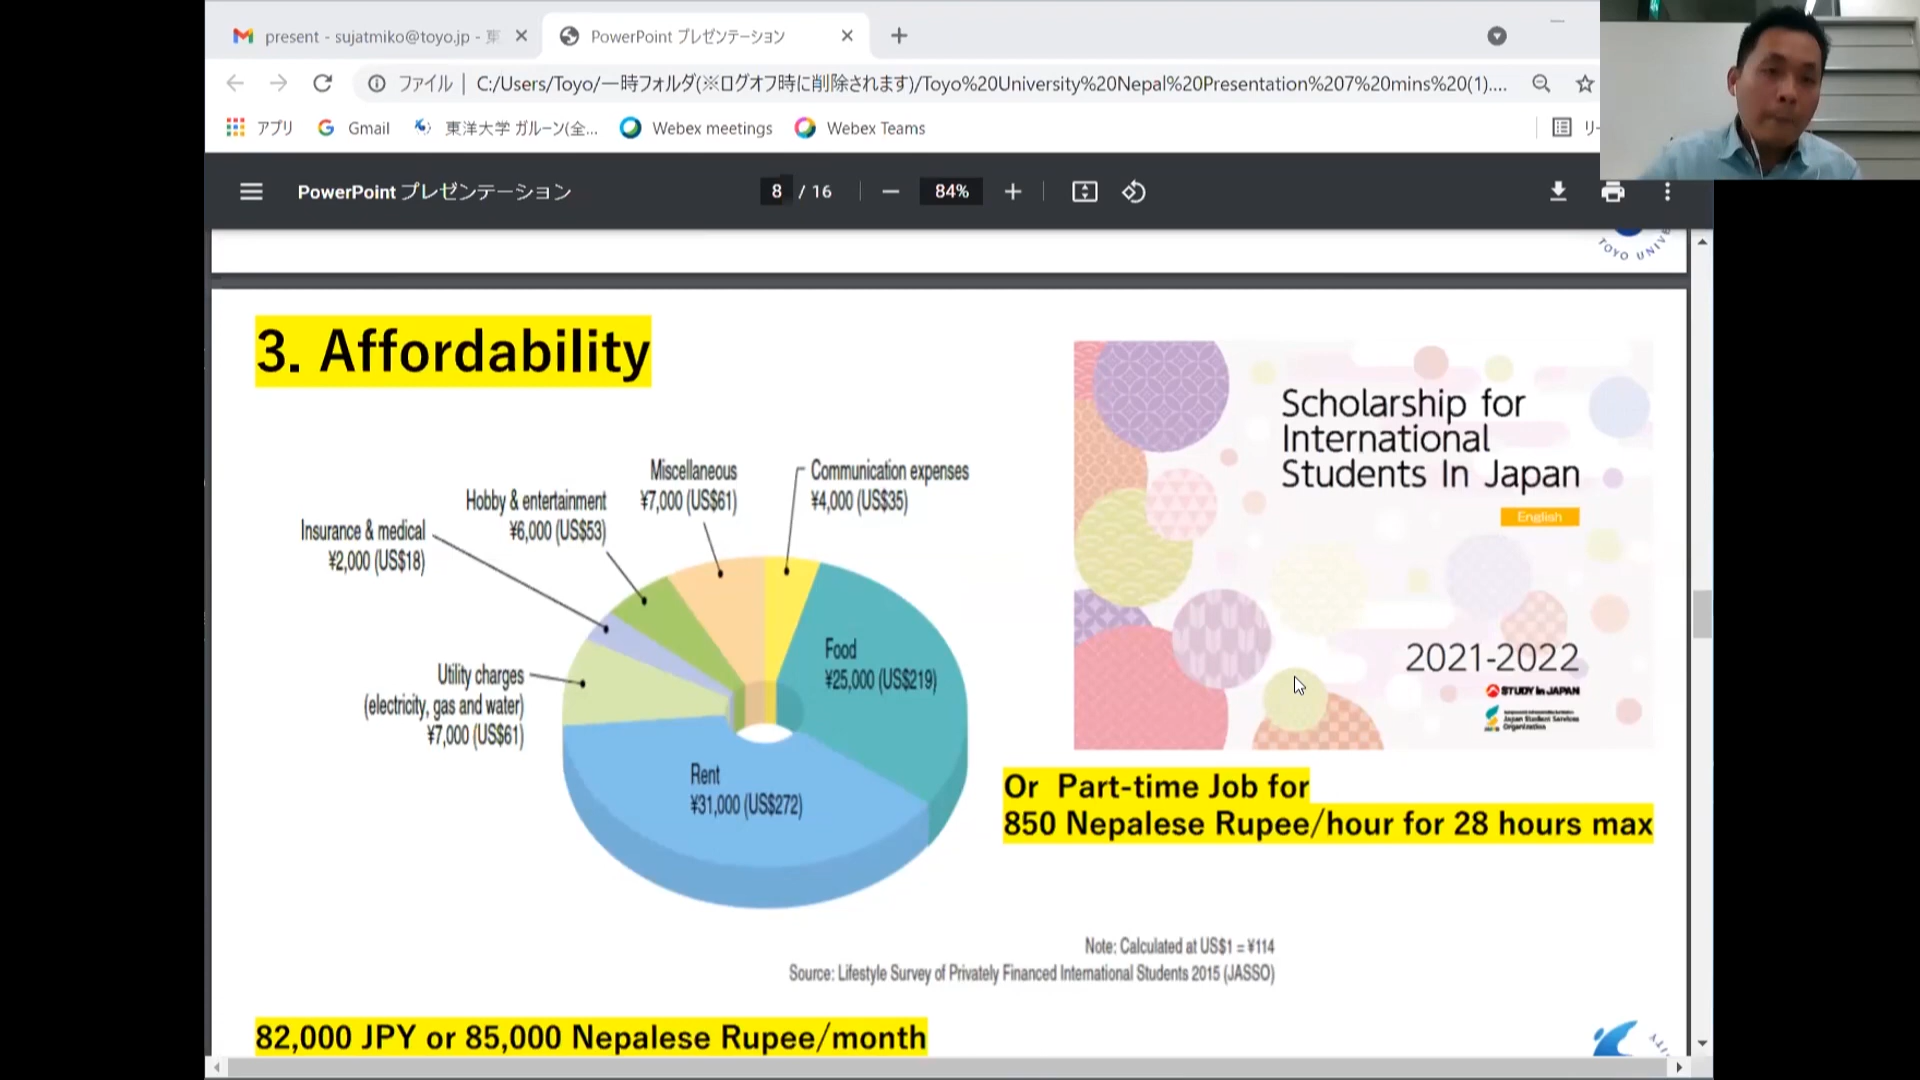 present - sujatmiko@toyo.jp - 東
PowerPoint プレゼンテーション
ファイル | C:/Users/Toyo/一時フォルダ(※ログオフ時に削除されます)/Toyo%20University%20Nepal%20Presentation%207%20mins%20(1)....
アプリ
Gmail
東洋大学 ガルーン(全...
Webex meetings
Webex Teams
リ
PowerPoint プレゼンテーション
8 / 16
84%
TOYO UNIVE
3. Affordability
Scholarship for
International
Students In Japan
English
2021-2022
STUDY in JAPAN
Japan Student Services
Organization
Miscellaneous
¥7,000 (US$61)
Communication expenses
¥4,000 (US$35)
Hobby & entertainment
¥6,000 (US$53)
Insurance & medical
¥2,000 (US$18)
Food
¥25,000 (US$219)
Utility charges
(electricity, gas and water)
¥7,000 (US$61)
Rent
¥31,000 (US$272)
Or Part-time Job for
850 Nepalese Rupee/hour for 28 hours max
Note: Calculated at US$1 = ¥114
Source: Lifestyle Survey of Privately Financed International Students 2015 (JASSO)
82,000 JPY or 85,000 Nepalese Rupee/month